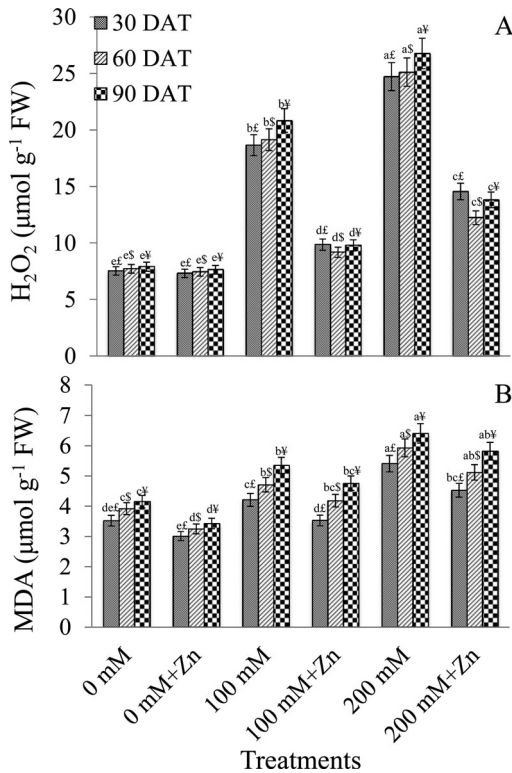 A
30 DAT
60 DAT
90 DAT
H₂O₂ (µmol g⁻¹ FW)
30
25
20
15
10
5
0
e£ e$ e¥
e£ e$ e¥
b£ b$ b¥
d£ d$ d¥
a£ a$ a¥
c£ c$ c¥
B
MDA (µmol g⁻¹ FW)
8
7
6
5
4
3
2
1
0
de£ c$ c¥
e£ d$ d¥
c£ b$ b¥
d£ bc$ bc¥
a£ a$ a¥
bc£ ab$ ab¥
0 mM
0 mM+Zn
100 mM
100 mM+Zn
200 mM
200 mM+Zn
Treatments